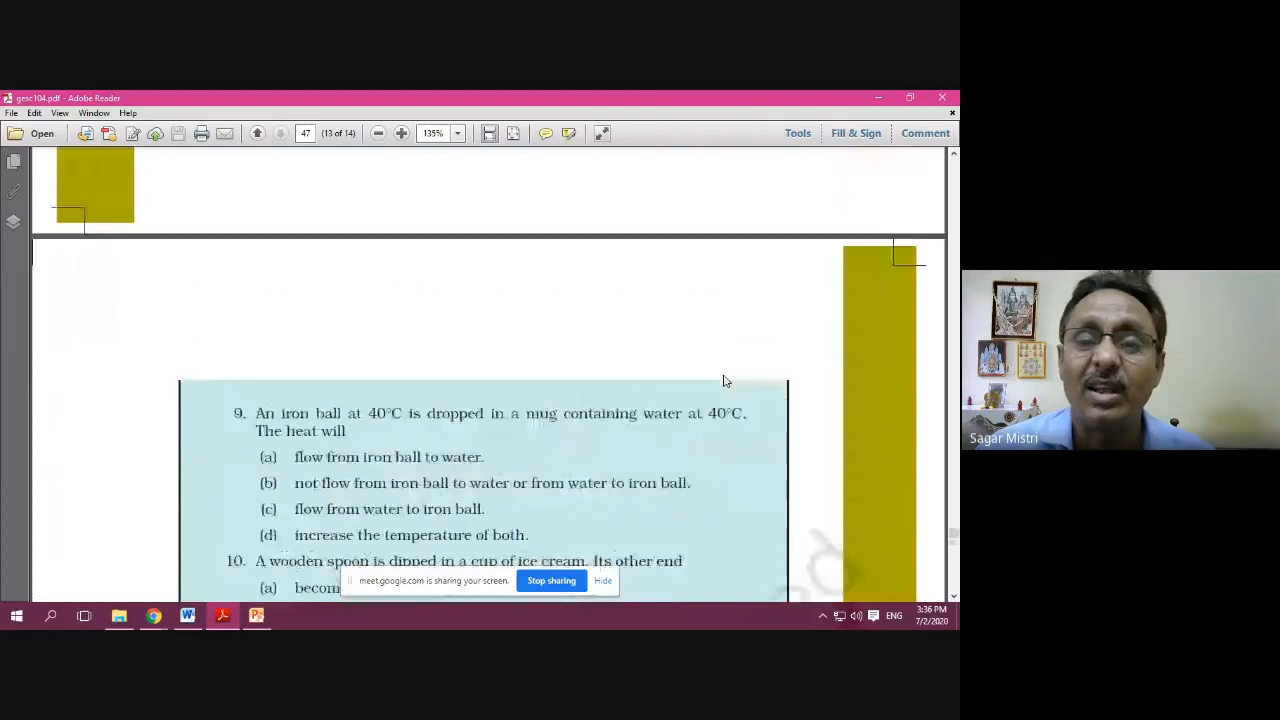 gesc104.pdf - Adobe Reader
File Edit View Window Help
Open 47 (13 of 14) 135% Tools Fill & Sign Comment
9. An iron ball at 40°C is dropped in a mug containing water at 40°C.
The heat will
(a) flow from iron ball to water.
(b) not flow from iron ball to water or from water to iron ball.
(c) flow from water to iron ball.
(d) increase the temperature of both.
10. A wooden spoon is dipped in a cup of ice cream. Its other end
(a)
meet.google.com is sharing your screen. Stop sharing Hide
ENG
3:36 PM
7/2/2020
Sagar Mistri